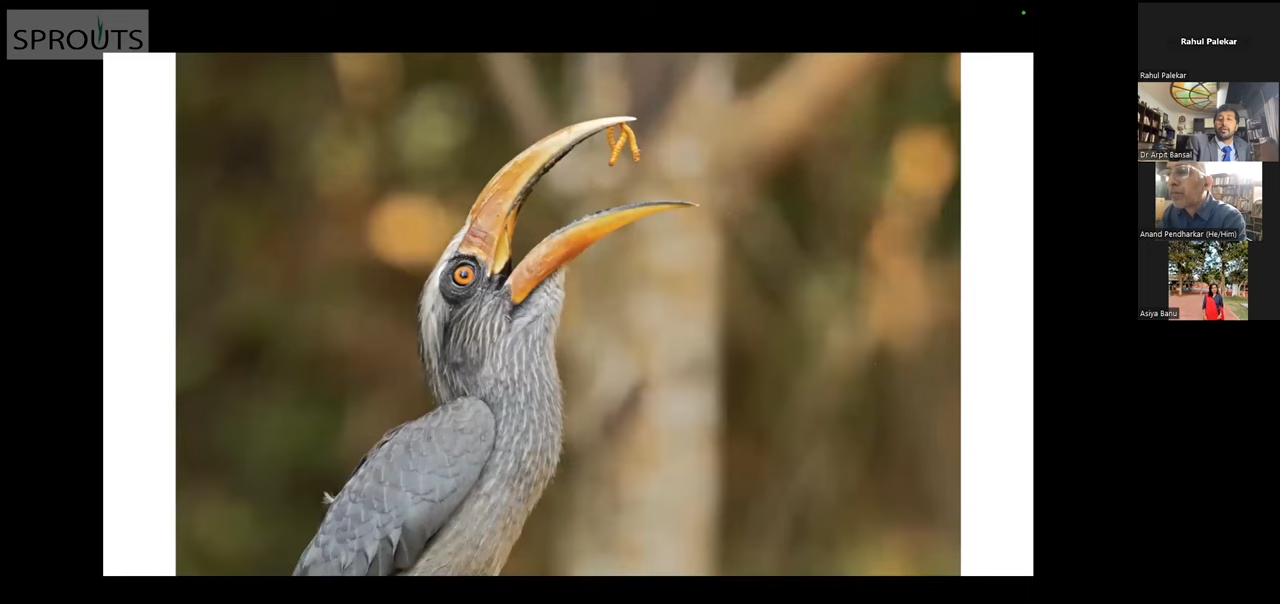 SPROUTS
Rahul Palekar
Rahul Palekar
Dr Arpit Bansal
Anand Pendharkar (He/Him)
Asiya Banu